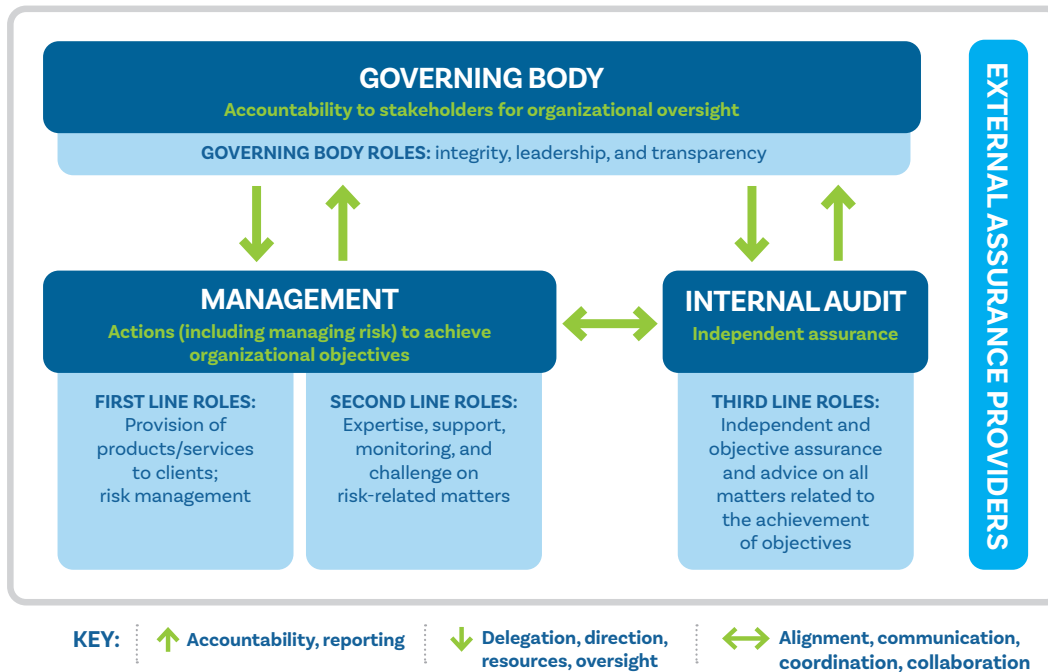 GOVERNING BODY
Accountability to stakeholders for organizational oversight
GOVERNING BODY ROLES: integrity, leadership, and transparency
MANAGEMENT
Actions (including managing risk) to achieve
organizational objectives
FIRST LINE ROLES:
Provision of
products/services
to clients;
risk management
SECOND LINE ROLES:
Expertise, support,
monitoring, and
challenge on
risk-related matters
INTERNAL AUDIT
Independent assurance
THIRD LINE ROLES:
Independent and
objective assurance
and advice on all
matters related to
the achievement
of objectives
EXTERNAL ASSURANCE PROVIDERS
KEY:
Accountability, reporting
Delegation, direction,
resources, oversight
Alignment, communication,
coordination, collaboration